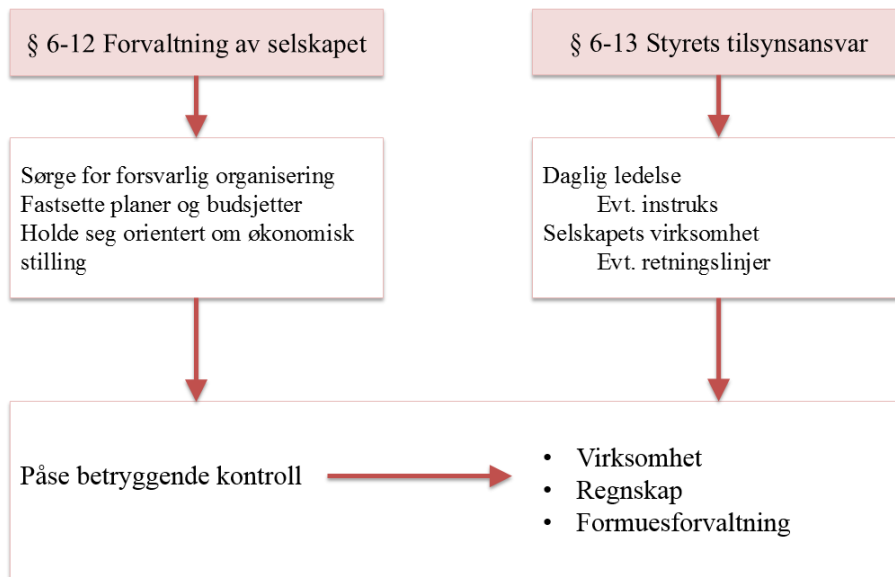 § 6-12 Forvaltning av selskapet
§ 6-13 Styrets tilsynsansvar
Sørge for forsvarlig organisering
Fastsette planer og budsjetter
Holde seg orientert om økonomisk
stilling
Daglig ledelse
Evt. instruks
Selskapets virksomhet
Evt. retningslinjer
Påse betryggende kontroll
• Virksomhet
• Regnskap
• Formuesforvaltning